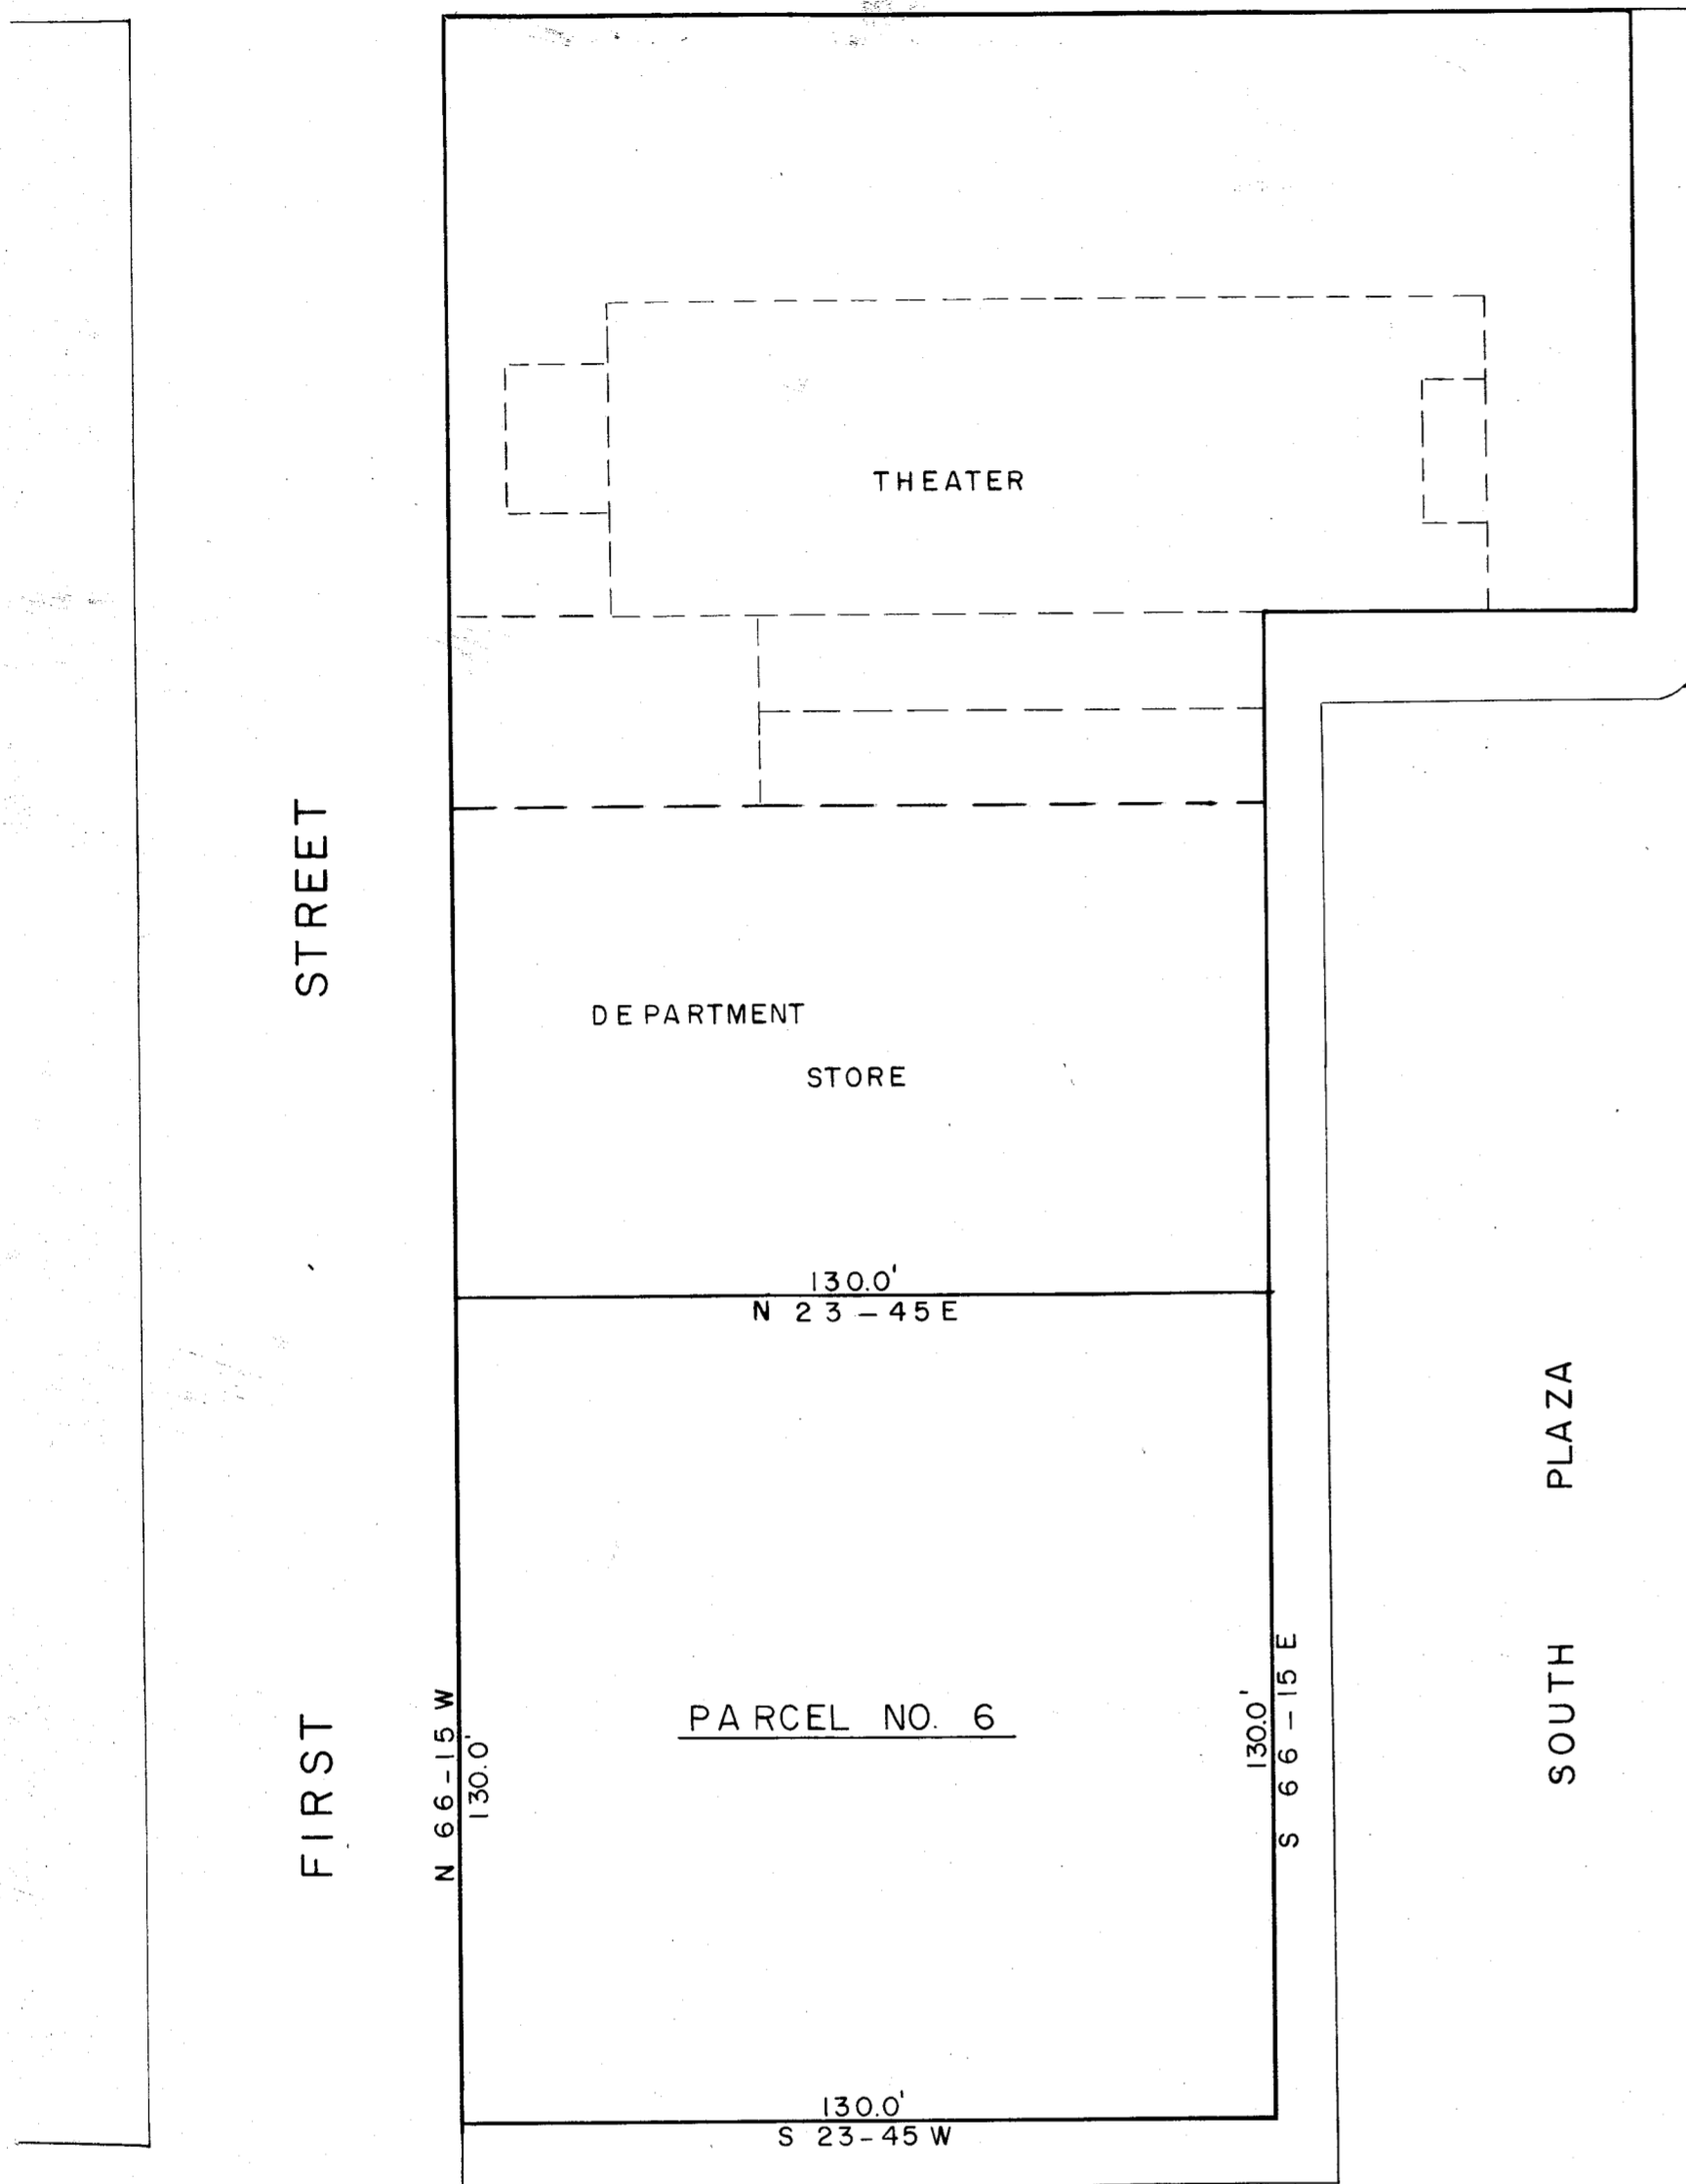 THEATER
STREET
DEPARTMENT
STORE
130.0'
N 23-45E
PLAZA
SOUTH
FIRST
N 66-15 W
130.0'
PARCEL NO. 6
130.0'
S 66-15 E
130.0'
S 23-45 W